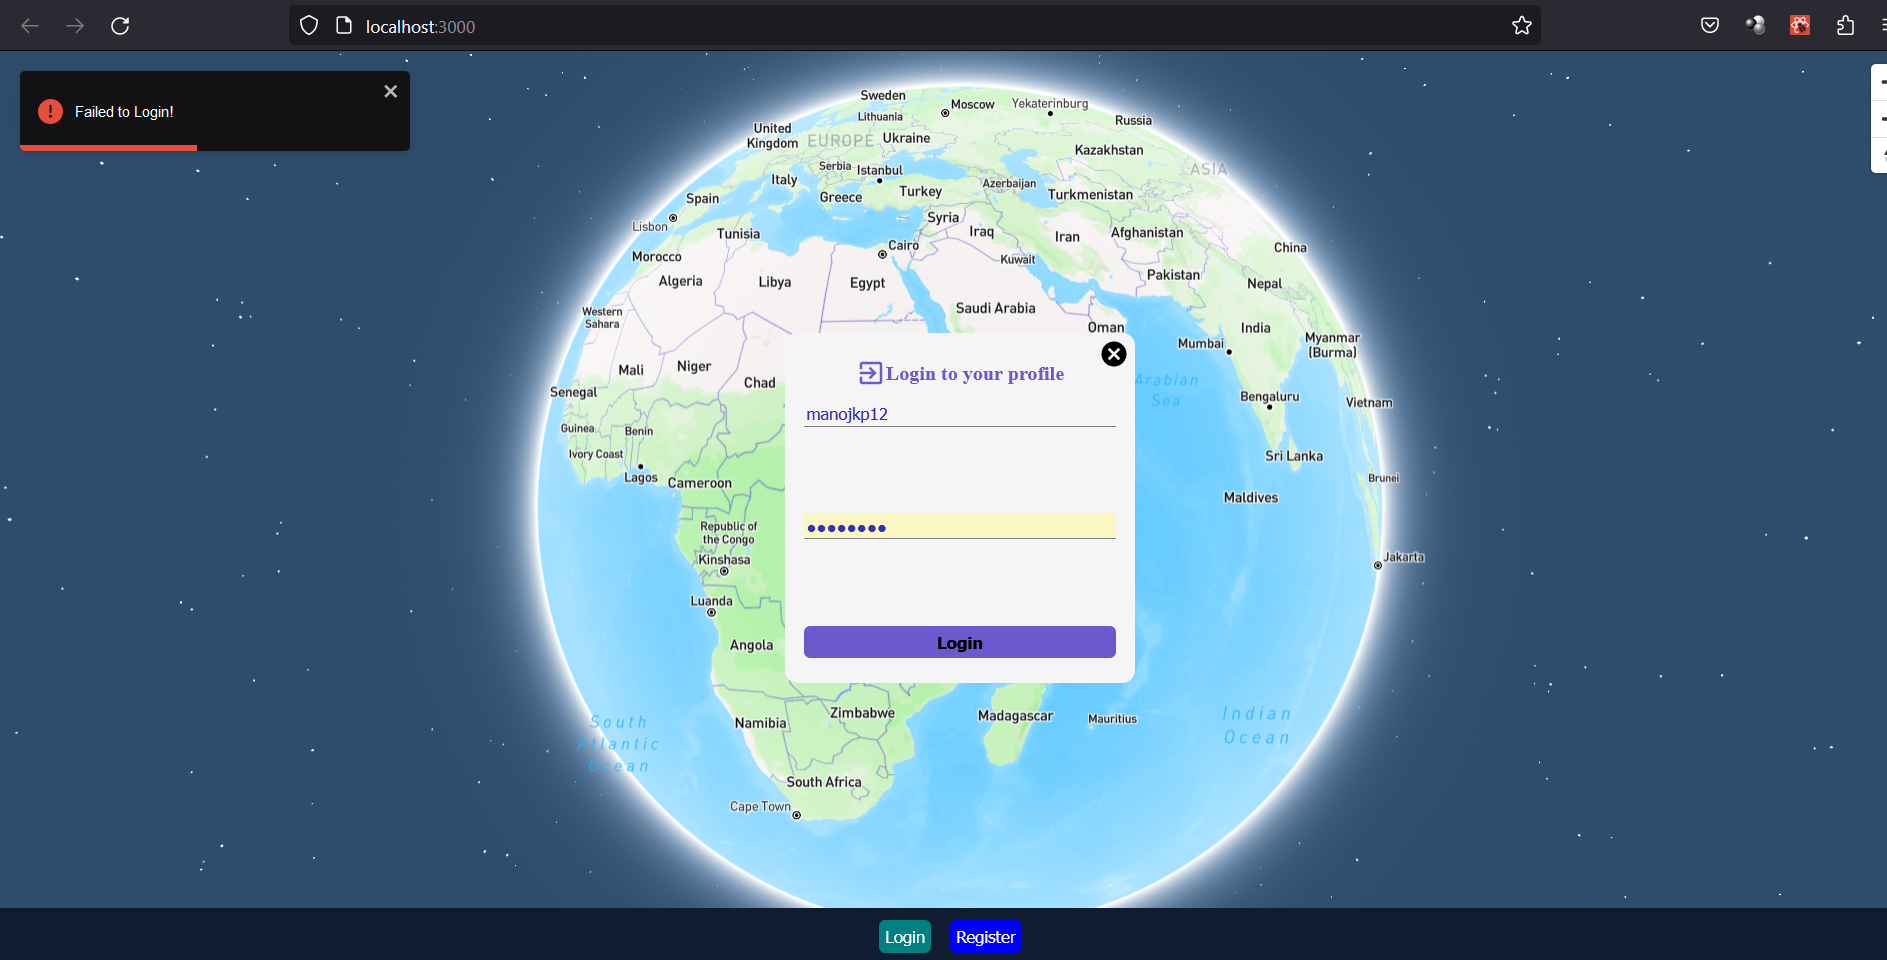 localhost:3000
Failed to Login!
Sweden
Moscow
Yekaterinburg
Lithuania
Russia
United
Kingdom
EUROPE
Ukraine
Kazakhstan
Serbia
Istanbul
ASIA
Italy
Azerbaijan
Spain
Greece
Turkey
Turkmenistan
Lisbon
Tunisia
Syria
Iraq
Iran
Afghanistan
Morocco
Cairo
China
Kuwait
Algeria
Libya
Egypt
Pakistan
Nepal
Western
Sahara
Saudi Arabia
Oman
India
Mumbai
Myanmar
(Burma)
Mali
Niger
Chad
Arabian
Sea
Senegal
Bengaluru
Vietnam
Guinea
Benin
Ivory Coast
Sri Lanka
Lagos
Cameroon
Brunei
Maldives
Republic of
the Congo
Kinshasa
Jakarta
Luanda
Angola
Namibia
Zimbabwe
Madagascar
Mauritius
South
Atlantic
Ocean
Indian
Ocean
South Africa
Cape Town
Login to your profile
manojkp12
Login
Login
Register